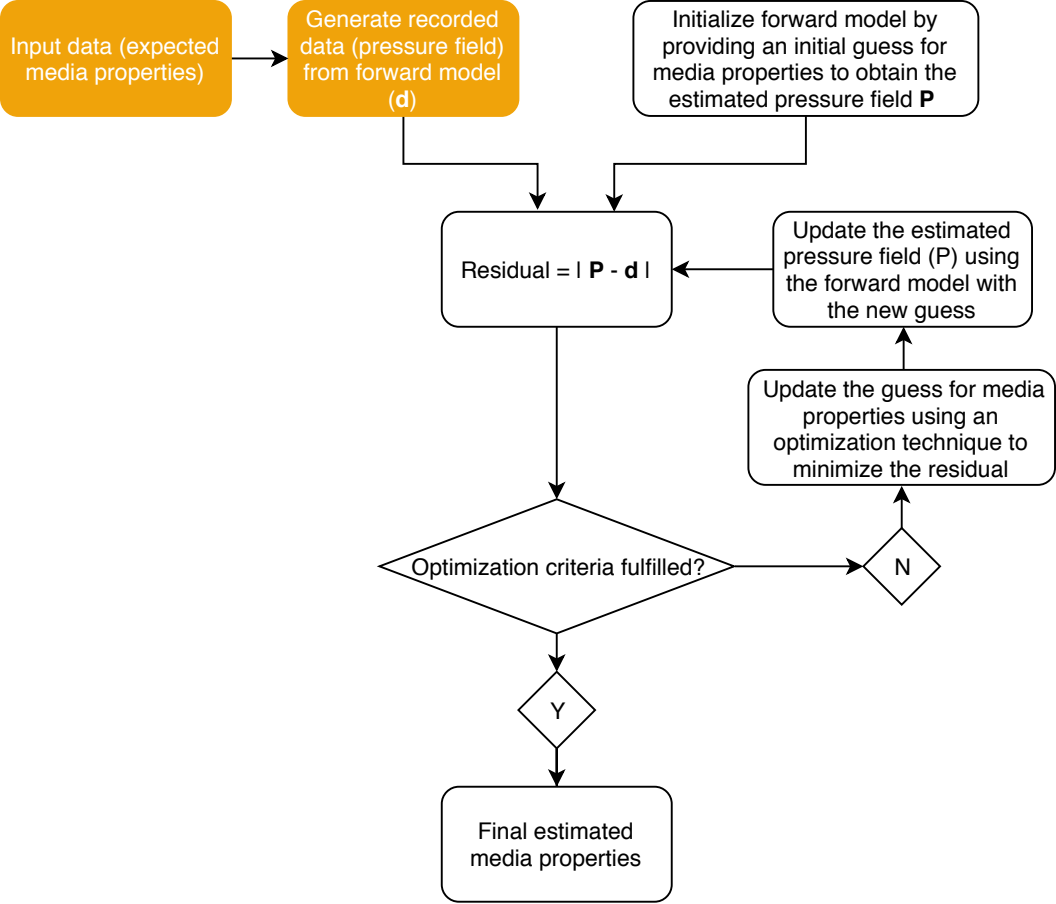 Input data (expected
media properties)
Generate recorded
data (pressure field)
from forward model
(d)
Initialize forward model by
providing an initial guess for
media properties to obtain the
estimated pressure field P
Residual = | P - d |
Update the estimated
pressure field (P) using
the forward model with
the new guess
Update the guess for media
properties using an
optimization technique to
minimize the residual
Optimization criteria fulfilled?
N
Y
Final estimated
media properties